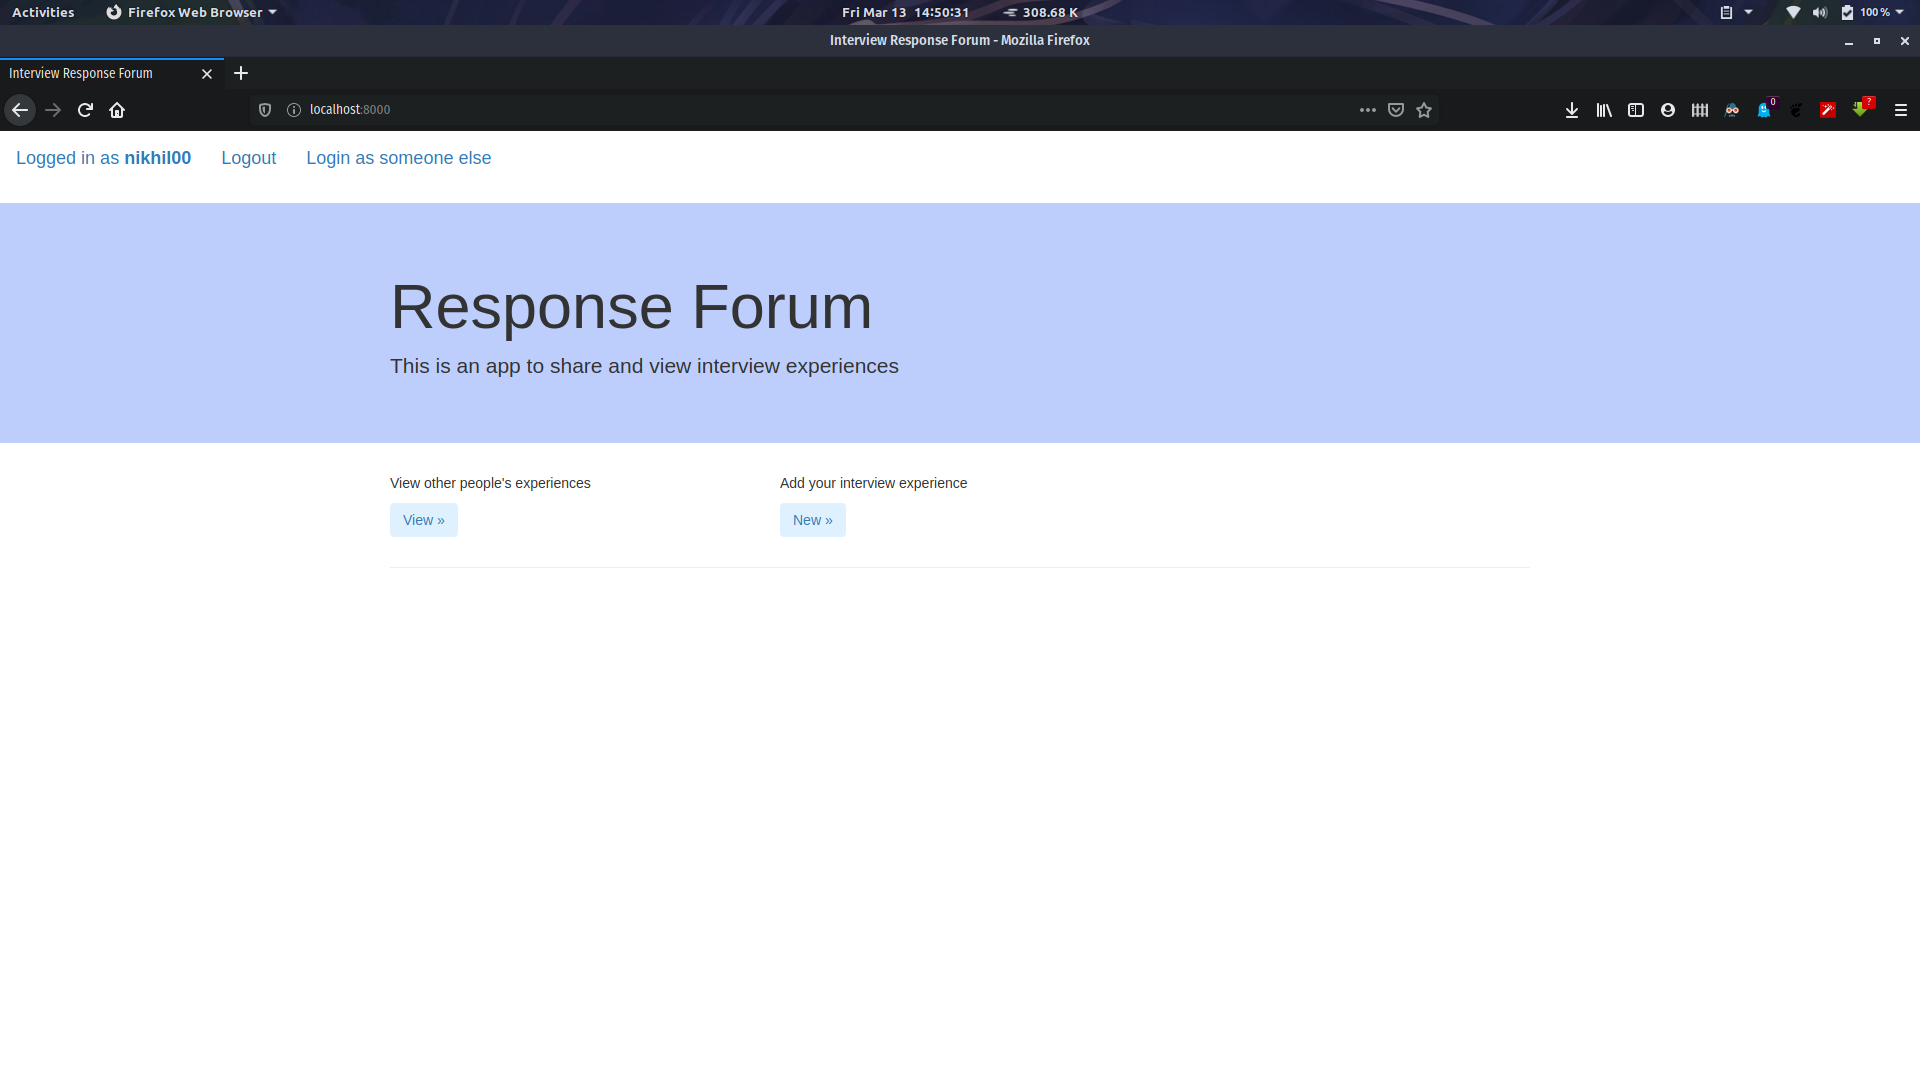 Activities Firefox Web Browser Fri Mar 13 14:50:31 308.68 K 100 %
Interview Response Forum - Mozilla Firefox
Interview Response Forum
localhost:8000 0 ?
Logged in as nikhil00 Logout Login as someone else
Response Forum
This is an app to share and view interview experiences
View other people's experiences Add your interview experience
View » New »